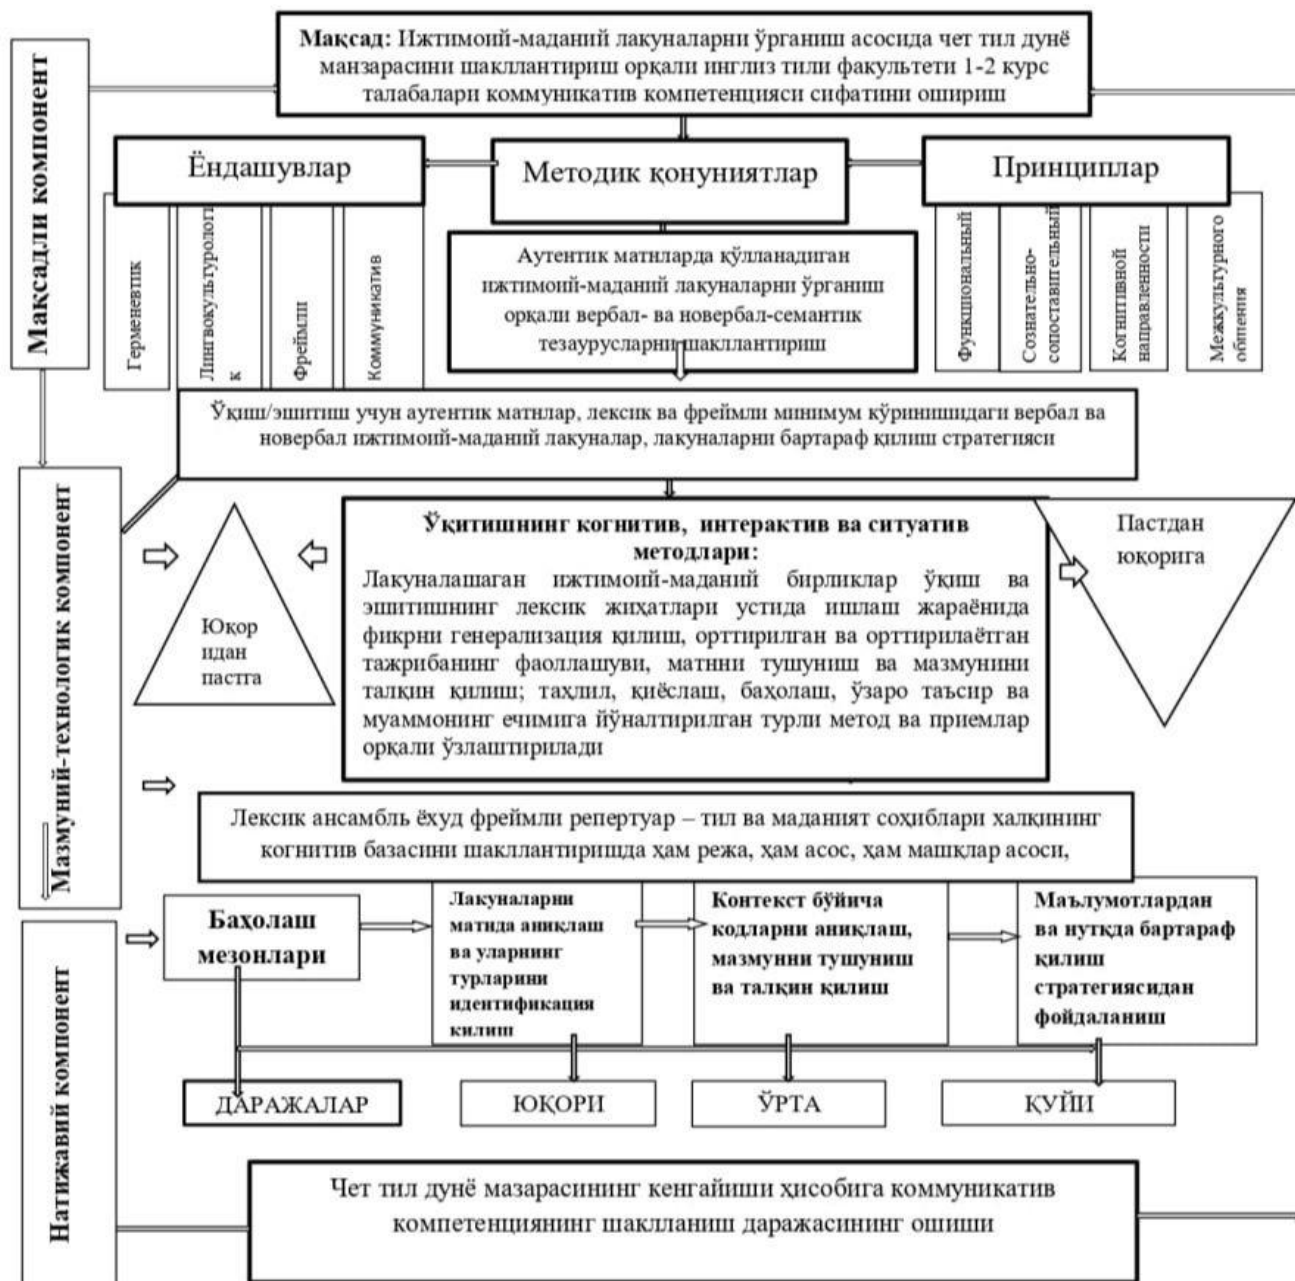 Мақсад: Ижтимоий-маданий лакуналарни ўрганиш асосида чет тил дунё
манзарасини шакллантириш орқали инглиз тили факультети 1-2 курс
талабалари коммуникатив компетенцияси сифатини ошириш
Мақсадли компонент
Ёндашувлар
Методик қонуниятлар
Принциплар
Герменевтик
Лингвокультурологи
к
Фреймли
Коммуникатив
Аутентик матнларда қўлланадиган
ижтимоий-маданий лакуналарни ўрганиш
орқали вербал- ва новербал-семантик
тезаурусларни шакллантириш
Функциональный
Сознательно-
сопоставительный
Когнитивной
направленности
Межкультурного
общения
Ўқиш/эшитиш учун аутентик матнлар, лексик ва фреймли минимум кўринишидаги вербал ва
новербал ижтимоий-маданий лакуналар, лакуналарни бартараф қилиш стратегияси
Мазмуний-технологик компонент
Юқор
идан
пастга
Ўқитишнинг когнитив, интерактив ва ситуатив
методлари:
Лакуналашаган ижтимоий-маданий бирликлар ўқиш ва
эшитишнинг лексик жиҳатлари устида ишлаш жараёнида
фикрни генерализация қилиш, орттирилган ва орттирилаётган
тажрибанинг фаоллашуви, матнни тушуниш ва мазмунини
талқин қилиш; таҳлил, қиёслаш, баҳолаш, ўзаро таъсир ва
муаммонинг ечимига йўналтирилган турли метод ва приемлар
орқали ўзлаштирилади
Пастдан
юқорига
Лексик ансамбль ёхуд фреймли репертуар – тил ва маданият соҳиблари халқининг
когнитив базасини шакллантиришда ҳам режа, ҳам асос, ҳам машқлар асоси,
Натижавий компонент
Баҳолаш
мезонлари
Лакуналарни
матида аниқлаш
ва уларнинг
турларини
идентификация
қилиш
Контекст бўйича
кодларни аниқлаш,
мазмунни тушуниш
ва талқин қилиш
Маълумотлардан
ва нутқда бартараф
қилиш
стратегиясидан
фойдаланиш
ДАРАЖАЛАР
ЮҚОРИ
ЎРТА
ҚУЙИ
Чет тил дунё мазарасининг кенгайиши ҳисобига коммуникатив
компетенциянинг шаклланиш даражасининг ошиши